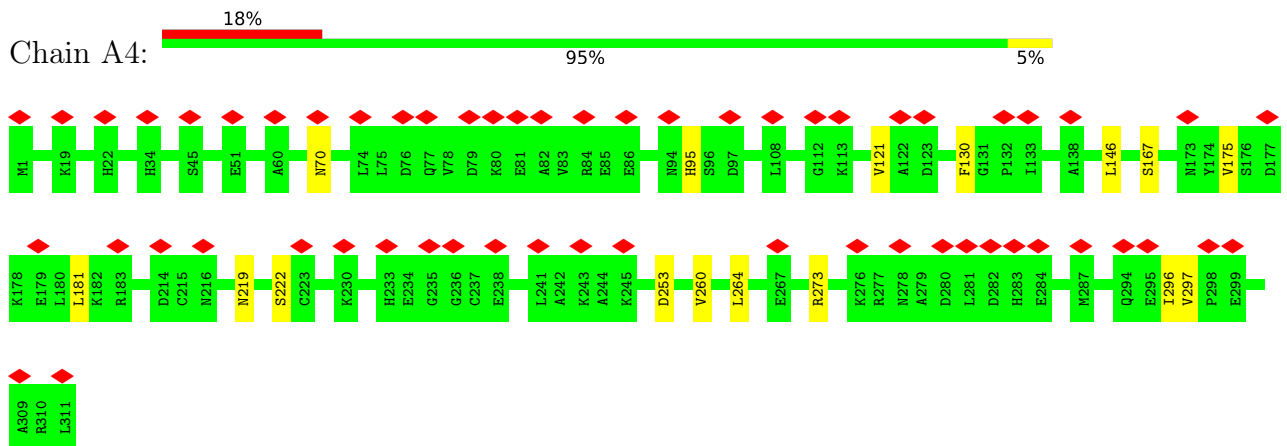 18%
Chain A4:
95% 5%
M1 K19 H22 H34 S45 E51 A60 N70 L74 L75 D76 Q77 V78 D79 K80 E81 A82 V83 R84 E85 E86 N94 H95 S96 D97 L108 G112 K113 V121 A122 D123 F130 G131 P132 I133 A138 L146 S167 N173 Y174 V175 S176 D177
K178 E179 L180 L181 K182 R183 D214 C215 N216 N219 S222 C223 K230 H233 E234 G235 G236 C237 E238 L241 A242 K243 A244 K245 D253 V260 L264 E267 R273 K276 R277 N278 A279 D280 L281 D282 H283 E284 M287 Q294 E295 I296 V297 P298 E299
A309 R310 L311